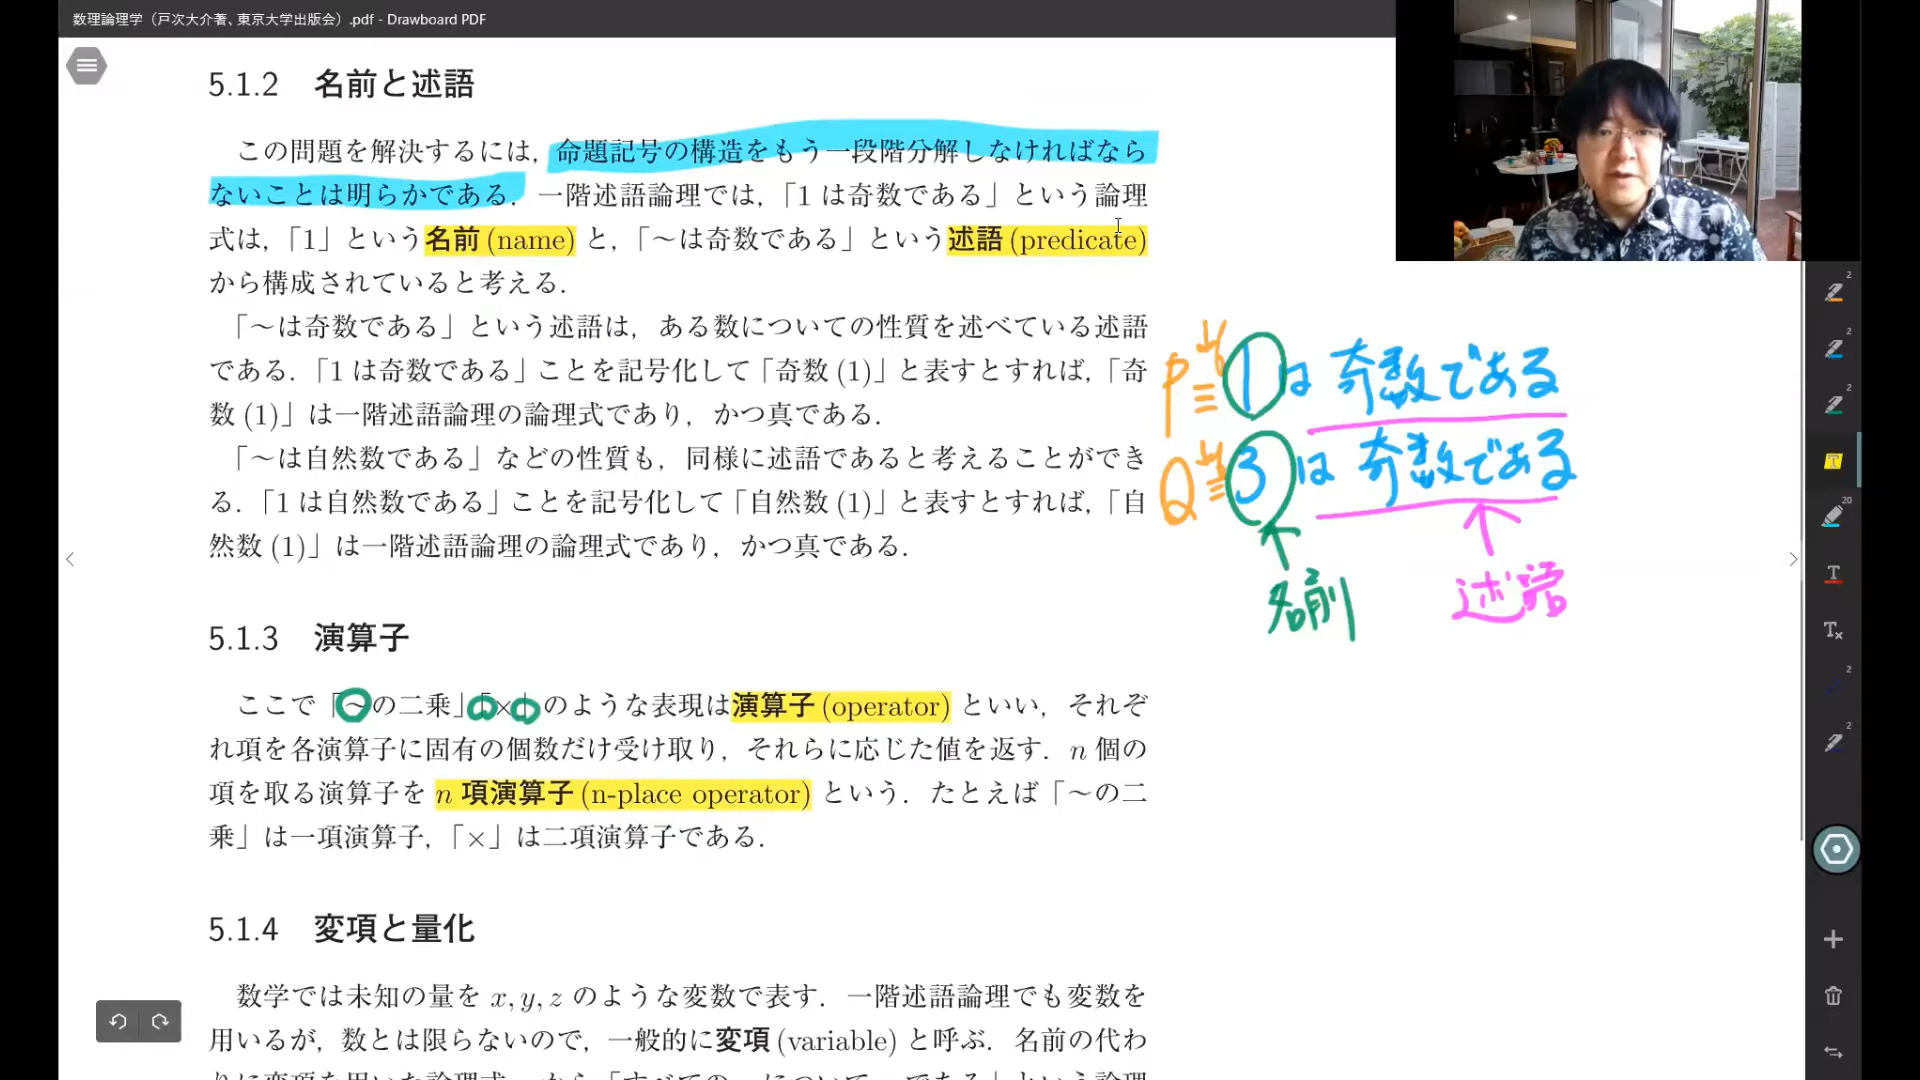 数理論理学（戸次大介著、東京大学出版会）.pdf - Drawboard PDF
5.1.2 名前と述語
この問題を解決するには，命題記号の構造をもう一段階分解しなければなら
ないことは明らかである．一階述語論理では，「1 は奇数である」という論理
式は，「1」という名前 (name) と，「～は奇数である」という述語 (predicate)
から構成されていると考える．
「～は奇数である」という述語は，ある数についての性質を述べている述語
である．「1 は奇数である」ことを記号化して「奇数 (1)」と表すとすれば，「奇
数 (1)」は一階述語論理の論理式であり，かつ真である．
「～は自然数である」などの性質も，同様に述語であると考えることができ
る．「1 は自然数である」ことを記号化して「自然数 (1)」と表すとすれば，「自
然数 (1)」は一階述語論理の論理式であり，かつ真である．
P≡ 1は 奇数である
Q≡ 3は 奇数である
名前
述語
5.1.3 演算子
ここで「～の二乗」「×」のような表現は演算子 (operator) といい，それぞ
れ項を各演算子に固有の個数だけ受け取り，それらに応じた値を返す．n 個の
項を取る演算子を n 項演算子 (n-place operator) という．たとえば「～の二
乗」は一項演算子，「×」は二項演算子である．
5.1.4 変項と量化
数学では未知の量を x, y, z のような変数で表す．一階述語論理でも変数を
用いるが，数とは限らないので，一般的に変項 (variable) と呼ぶ．名前の代わ
2
2
2
T
20
T
Tx
2
2